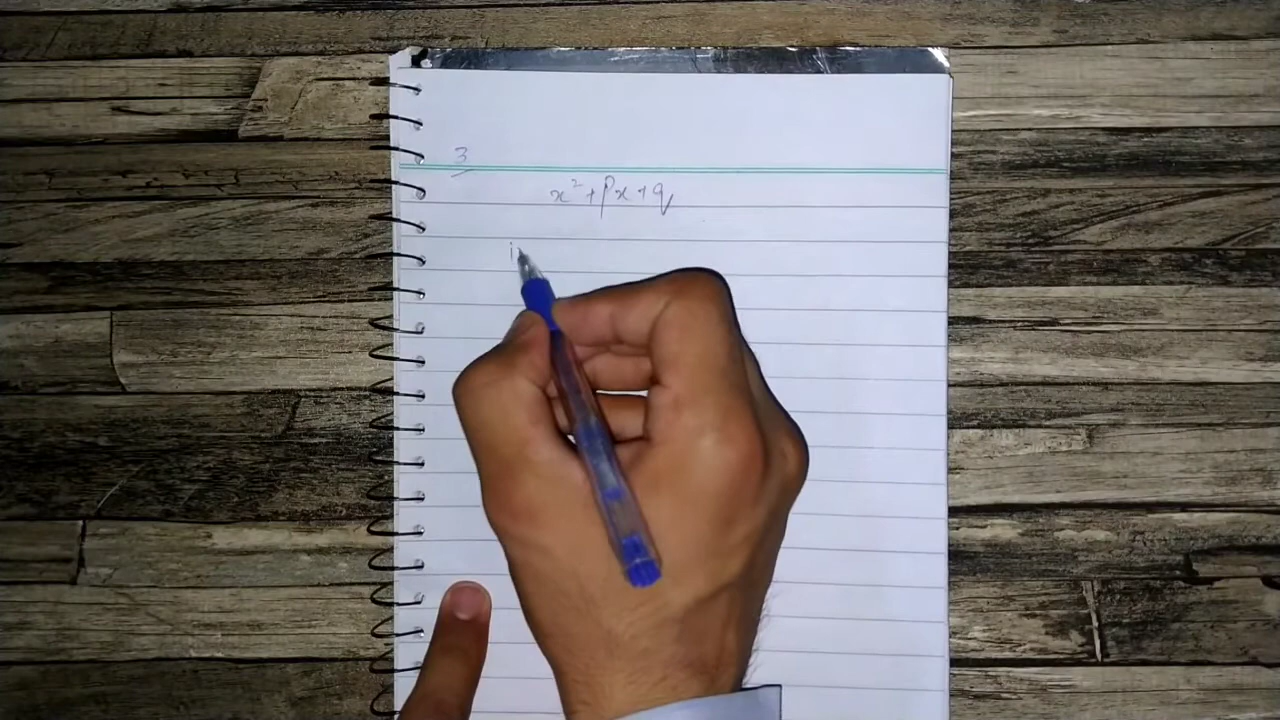 3
x² + px + q
i